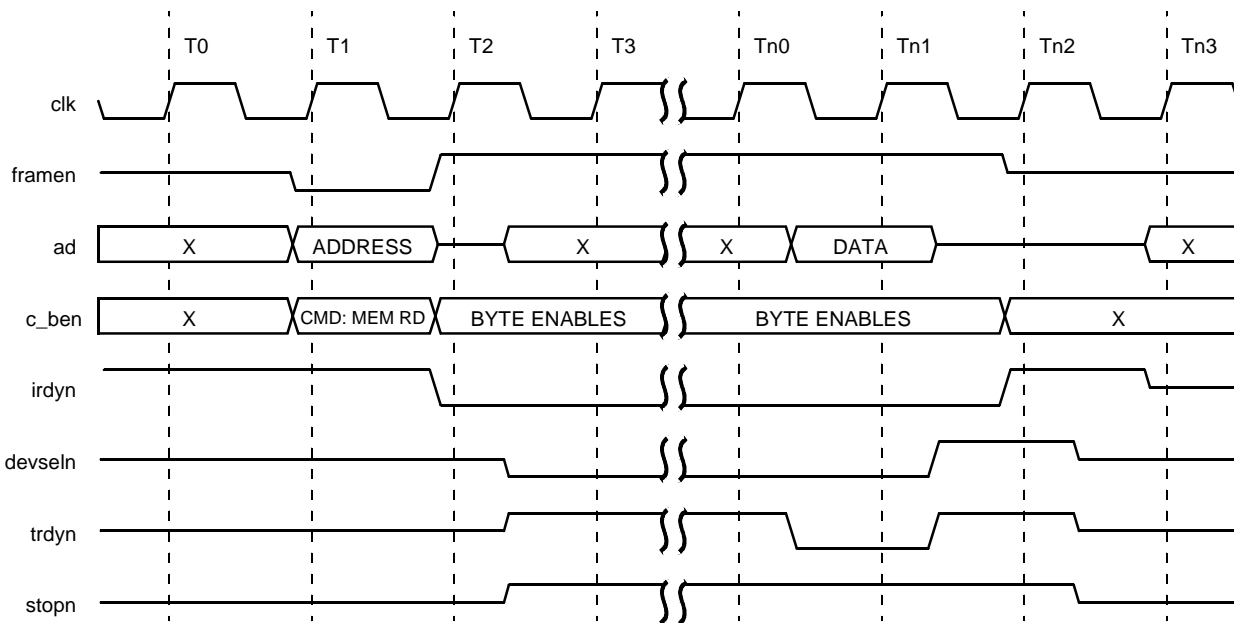 T0 T1 T2 T3 Tn0 Tn1 Tn2 Tn3
clk
framen
ad X ADDRESS X X DATA X
c_ben X CMD: MEM RD BYTE ENABLES BYTE ENABLES X
irdyn
devseln
trdyn
stopn